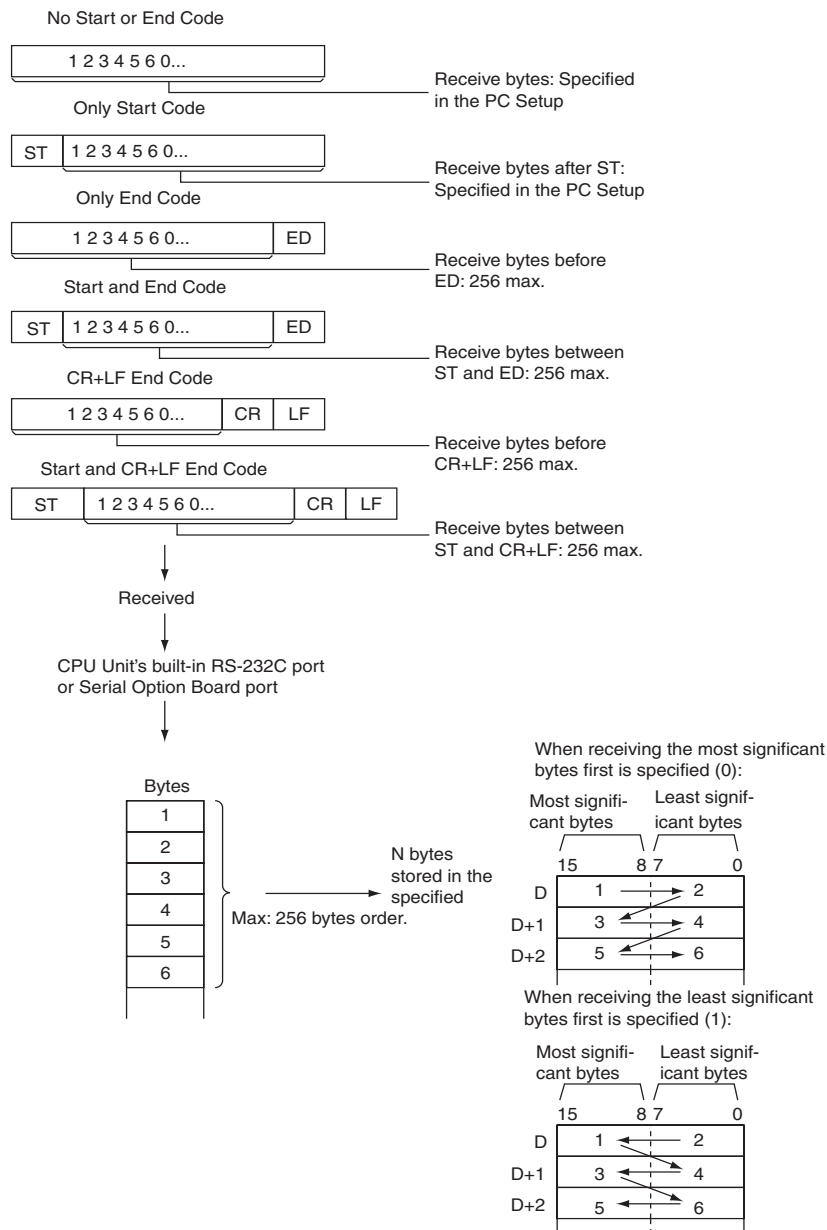 No Start or End Code
1 2 3 4 5 6 0...
Receive bytes: Specified
in the PC Setup
Only Start Code
ST 1 2 3 4 5 6 0...
Receive bytes after ST:
Specified in the PC Setup
Only End Code
1 2 3 4 5 6 0... ED
Receive bytes before
ED: 256 max.
Start and End Code
ST 1 2 3 4 5 6 0... ED
Receive bytes between
ST and ED: 256 max.
CR+LF End Code
1 2 3 4 5 6 0... CR LF
Receive bytes before
CR+LF: 256 max.
Start and CR+LF End Code
ST 1 2 3 4 5 6 0... CR LF
Receive bytes between
ST and CR+LF: 256 max.
Received
CPU Unit's built-in RS-232C port
or Serial Option Board port
Bytes
1
2
3
4
5
6
Max: 256 bytes
N bytes
stored in the
specified
order.
When receiving the most significant
bytes first is specified (0):
Most signifi-
cant bytes
Least signif-
icant bytes
15 8 7 0
D 1 2
D+1 3 4
D+2 5 6
When receiving the least significant
bytes first is specified (1):
Most signifi-
cant bytes
Least signif-
icant bytes
15 8 7 0
D 1 2
D+1 3 4
D+2 5 6